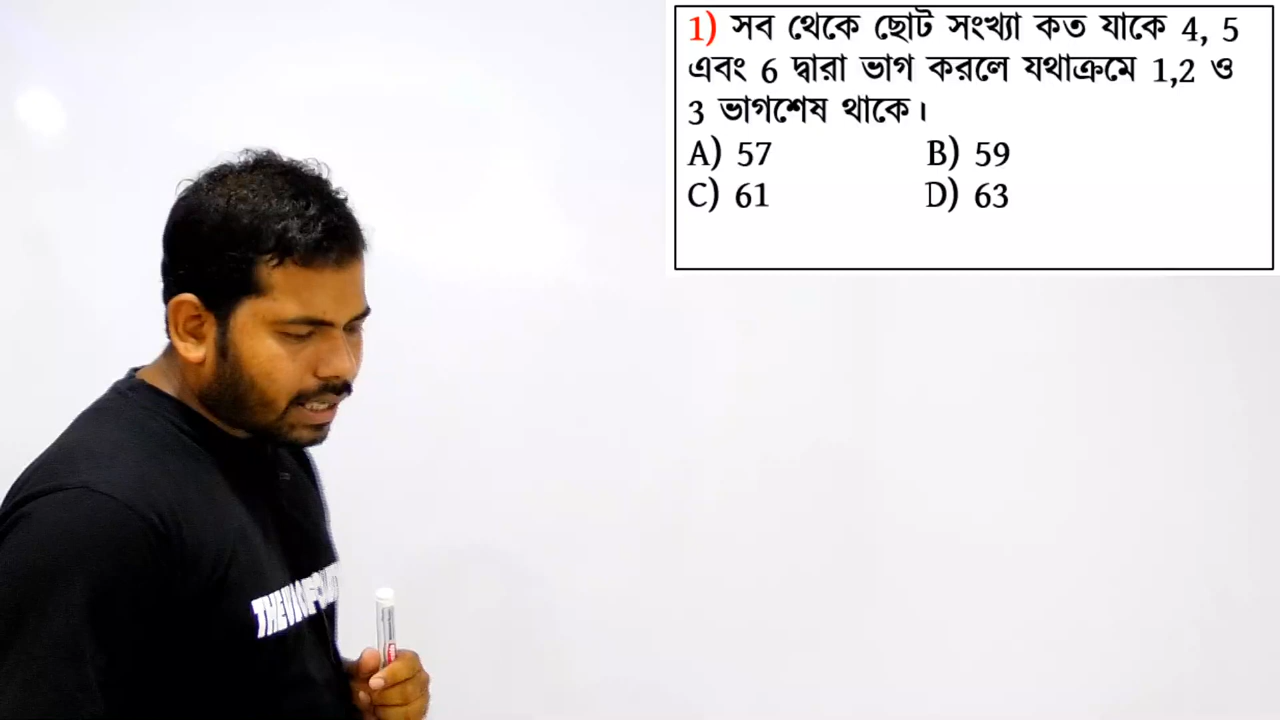 1) সব থেকে ছোট সংখ্যা কত যাকে 4, 5
এবং 6 দ্বারা ভাগ করলে যথাক্রমে 1,2 ও
3 ভাগশেষ থাকে।
A) 57 B) 59
C) 61 D) 63